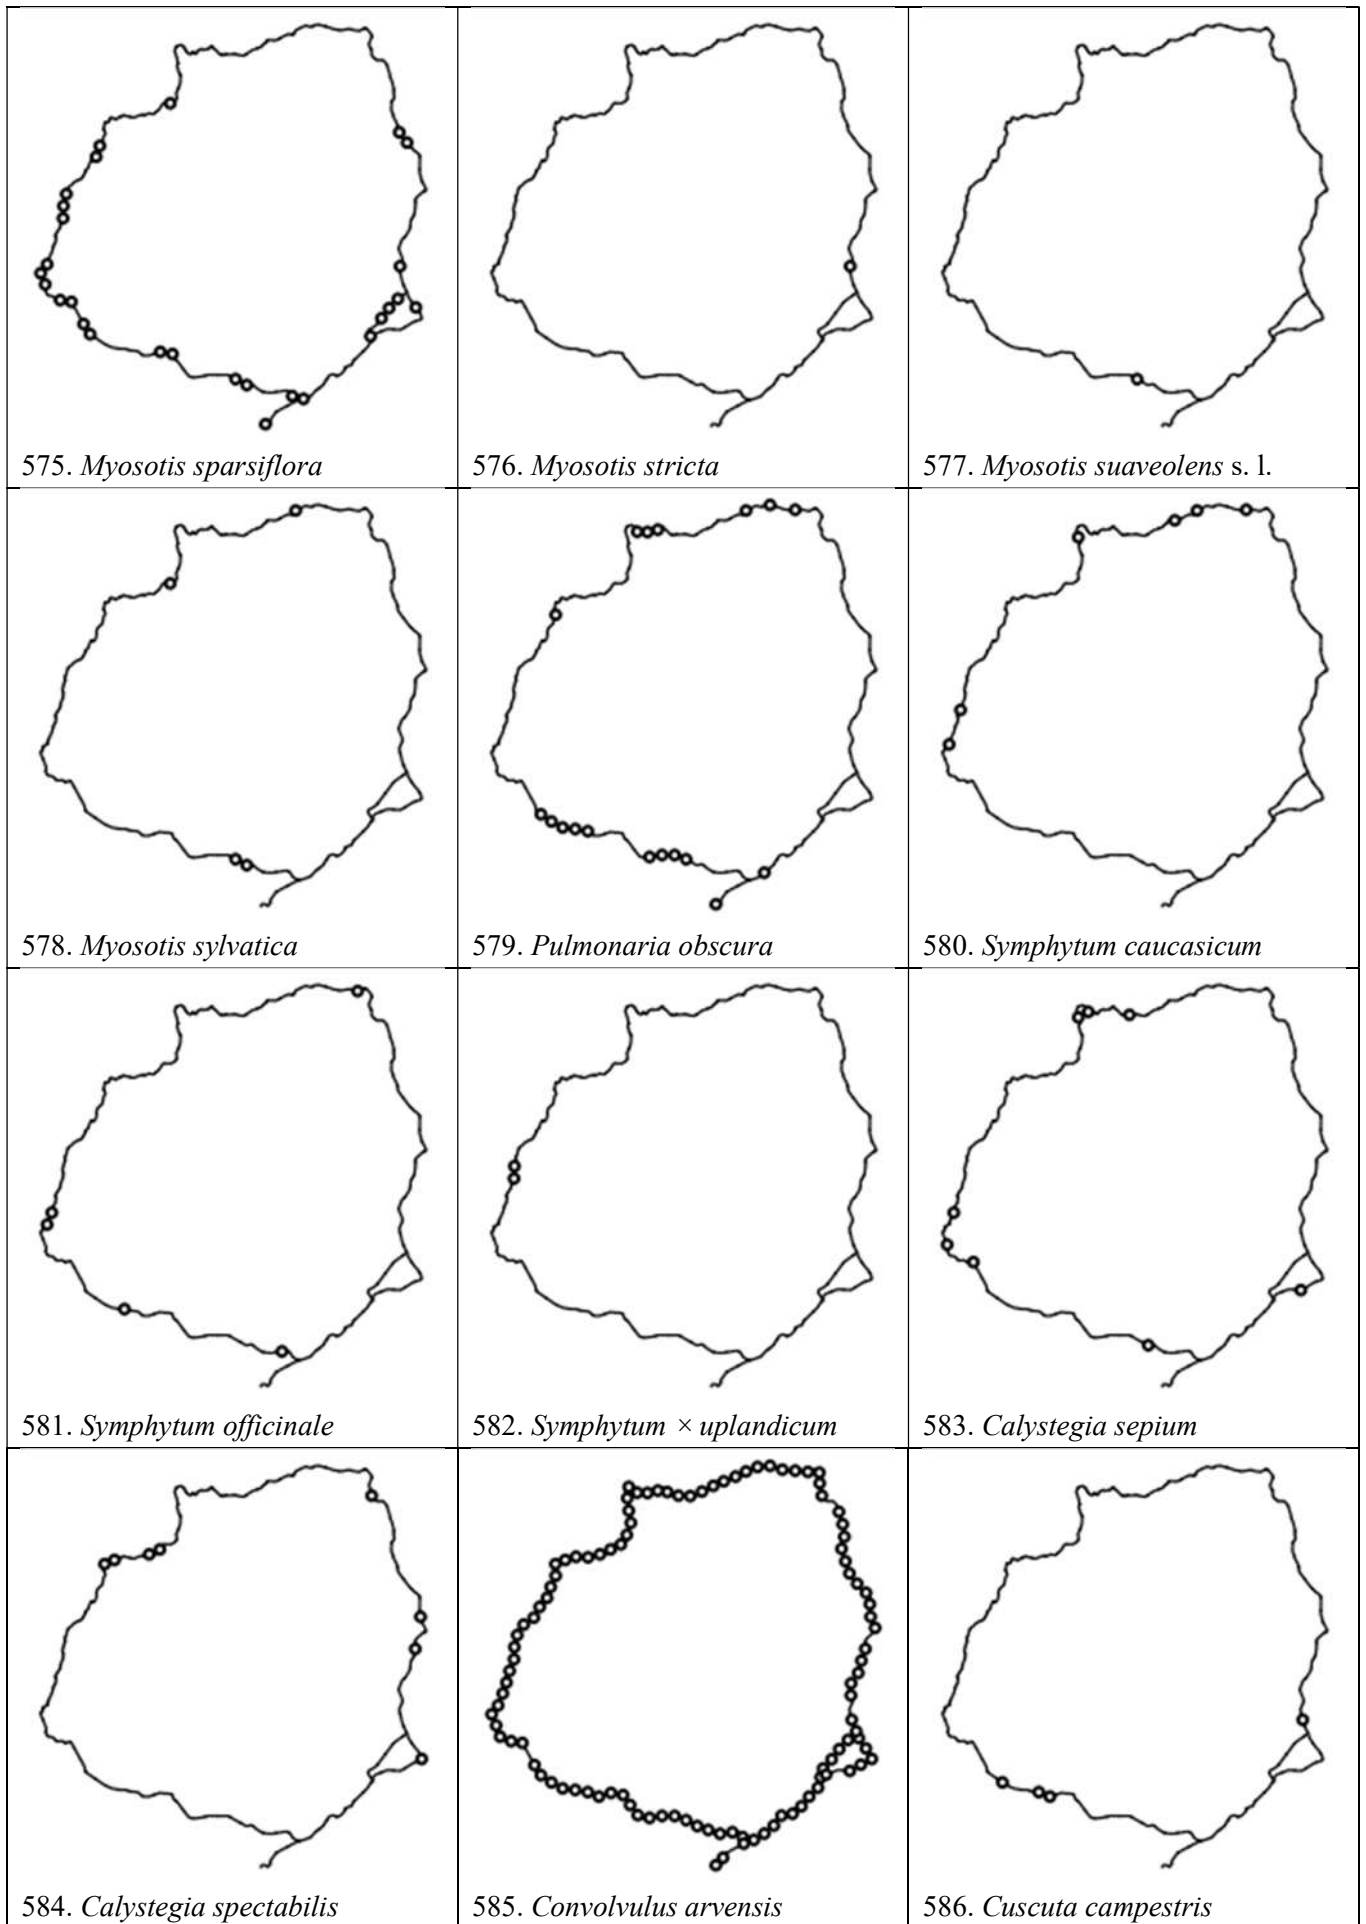 575. Myosotis sparsiflora
576. Myosotis stricta
577. Myosotis suaveolens s. l.
578. Myosotis sylvatica
579. Pulmonaria obscura
580. Symphytum caucasicum
581. Symphytum officinale
582. Symphytum × uplandicum
583. Calystegia sepium
584. Calystegia spectabilis
585. Convolvulus arvensis
586. Cuscuta campestris